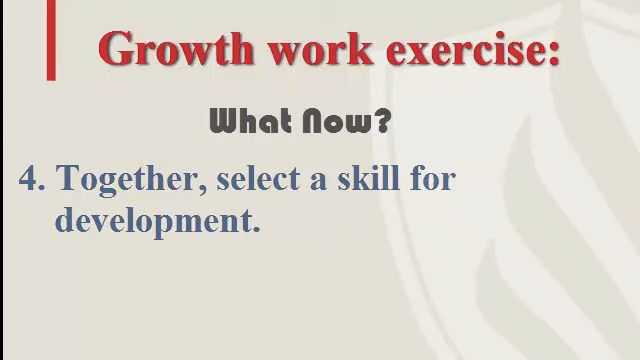 Growth work exercise:
What Now?
4. Together, select a skill for
development.